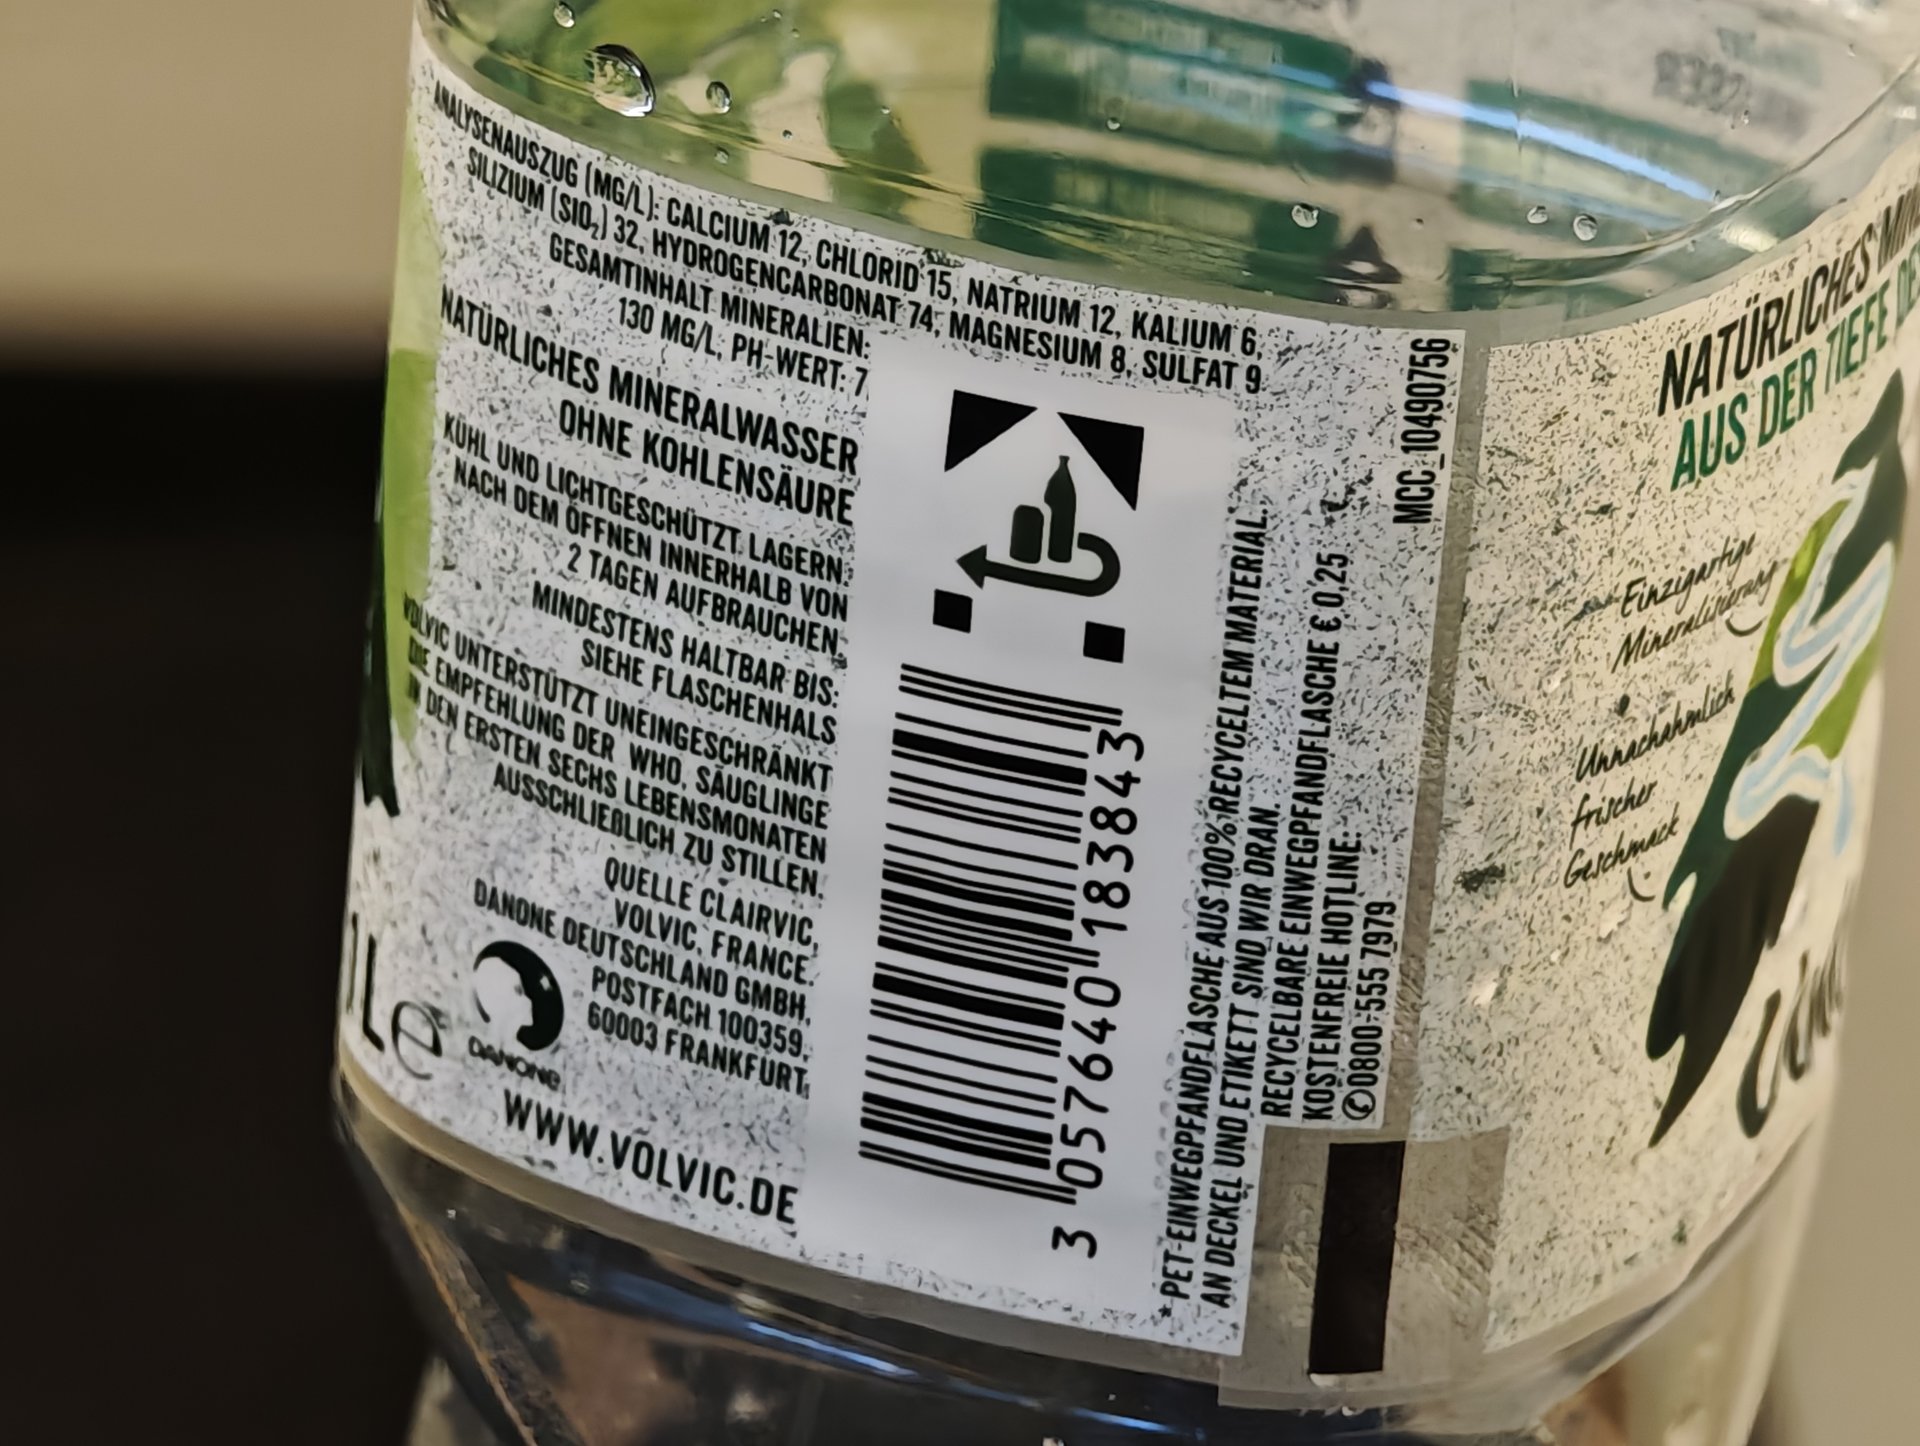 ANALYSENAUSZUG (MG/L): CALCIUM 12, CHLORID 15, NATRIUM 12, KALIUM 6,
SILIZIUM (SIO₂) 32, HYDROGENCARBONAT 74, MAGNESIUM 8, SULFAT 9
GESAMTINHALT MINERALIEN:
130 MG/L, PH-WERT: 7
NATÜRLICHES MINERALWASSER
OHNE KOHLENSÄURE
KÜHL UND LICHTGESCHÜTZT LAGERN.
NACH DEM ÖFFNEN INNERHALB VON
2 TAGEN AUFBRAUCHEN.
MINDESTENS HALTBAR BIS:
SIEHE FLASCHENHALS
VOLVIC UNTERSTÜTZT UNEINGESCHRÄNKT
DIE EMPFEHLUNG DER WHO, SÄUGLINGE
IN DEN ERSTEN SECHS LEBENSMONATEN
AUSSCHLIEßLICH ZU STILLEN.
QUELLE CLAIRVIC,
VOLVIC, FRANCE.
DANONE DEUTSCHLAND GMBH,
POSTFACH 100359,
60003 FRANKFURT
1L e
DANONE
WWW.VOLVIC.DE
3 057640 183843
*PET-EINWEGPFANDFLASCHE AUS 100% RECYCELTEM MATERIAL.
AN DECKEL UND ETIKETT SIND WIR DRAN.
RECYCELBARE EINWEGPFANDFLASCHE € 0,25
KOSTENFREIE HOTLINE:
✆0800-555 7979
MCC_10490756
NATÜRLICHES
AUS DER TIEFE
Einzigartige
Mineralisierung
Unnachahmlich
frischer
Geschmack